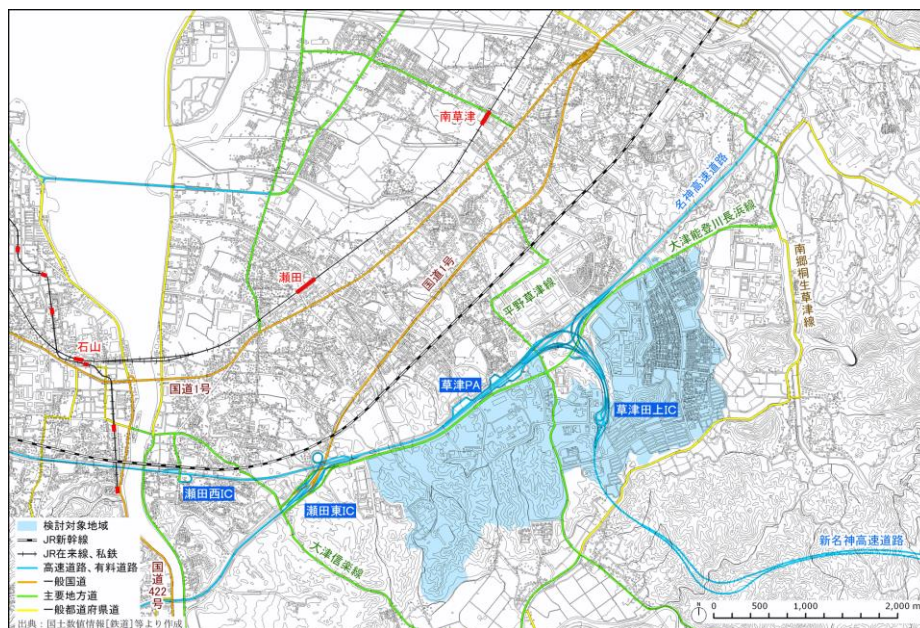 南草津
名神高速道路
大津能登川長浜線
南郷桐生草津線
瀬田
国道1号
平野草津線
石山
国道1号
草津PA
草津田上IC
瀬田西IC
瀬田東IC
大津信楽線
新名神高速道路
国道422号
検討対象地域
JR新幹線
JR在来線、私鉄
高速道路、有料道路
一般国道
主要地方道
一般都道府県道
出典:国土数値情報[鉄道]等より作成
N
0 500 1,000 2,000 m